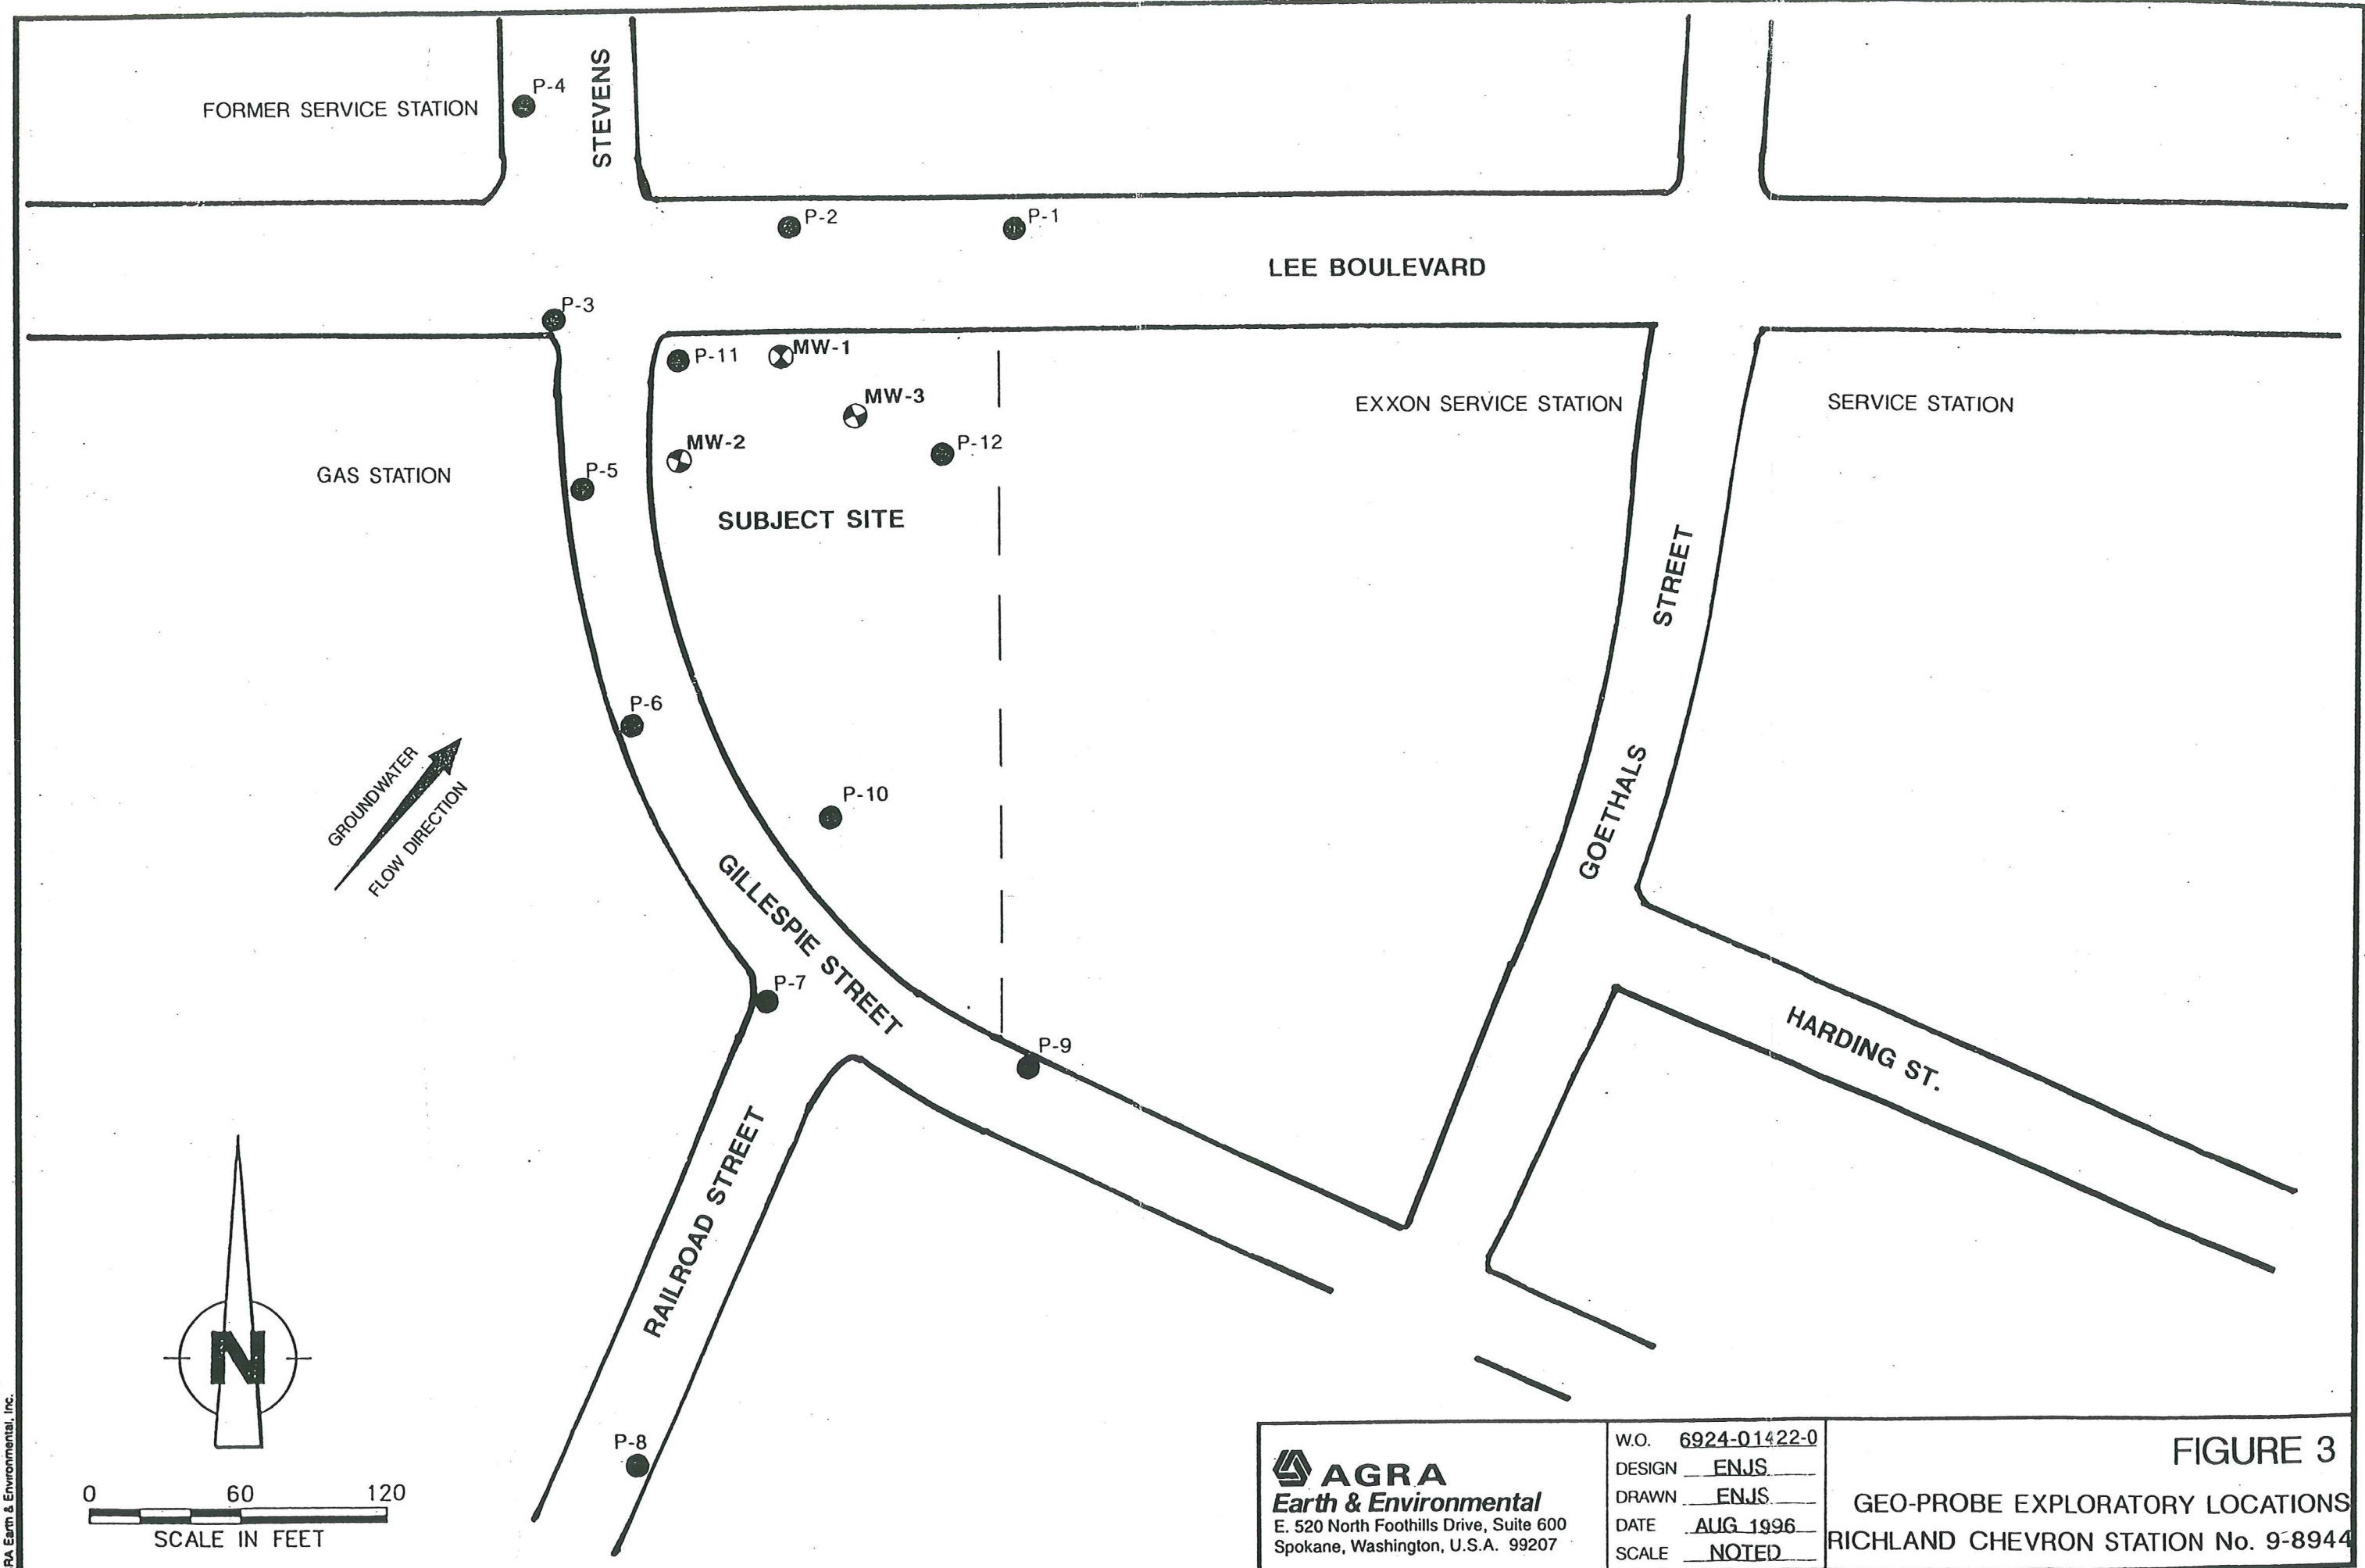 FORMER SERVICE STATION
P-4
STEVENS
P-2
P-1
LEE BOULEVARD
P-3
P-11
MW-1
MW-3
EXXON SERVICE STATION
SERVICE STATION
MW-2
P-12
GAS STATION
P-5
SUBJECT SITE
GOETHALS STREET
P-6
GROUNDWATER
FLOW DIRECTION
P-10
GILLESPIE STREET
P-7
P-9
HARDING ST.
RAILROAD STREET
N
P-8
0 60 120
SCALE IN FEET
RA Earth & Environmental, Inc.
AGRA
Earth & Environmental
E. 520 North Foothills Drive, Suite 600
Spokane, Washington, U.S.A. 99207
W.O. 6924-01422-0
DESIGN ENJS
DRAWN ENJS
DATE AUG 1996
SCALE NOTED
FIGURE 3
GEO-PROBE EXPLORATORY LOCATIONS
RICHLAND CHEVRON STATION No. 9-8944